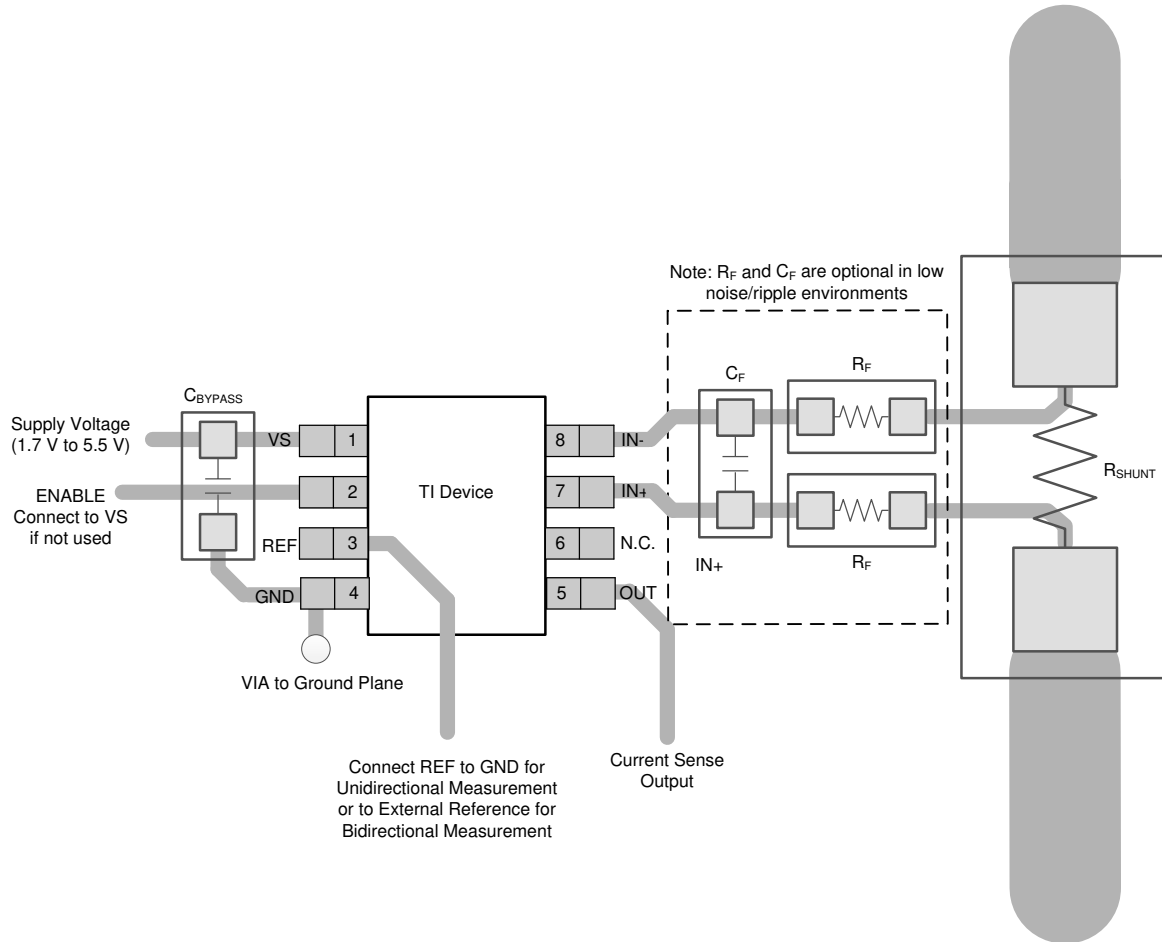 Note: RF and CF are optional in low
noise/ripple environments
CBYPASS
CF
RF
Supply Voltage
(1.7 V to 5.5 V)
VS
1
8
IN-
RSHUNT
ENABLE
Connect to VS
if not used
2
TI Device
7
IN+
REF
3
6
N.C.
IN+
RF
GND
4
5
OUT
VIA to Ground Plane
Connect REF to GND for
Unidirectional Measurement
or to External Reference for
Bidirectional Measurement
Current Sense
Output